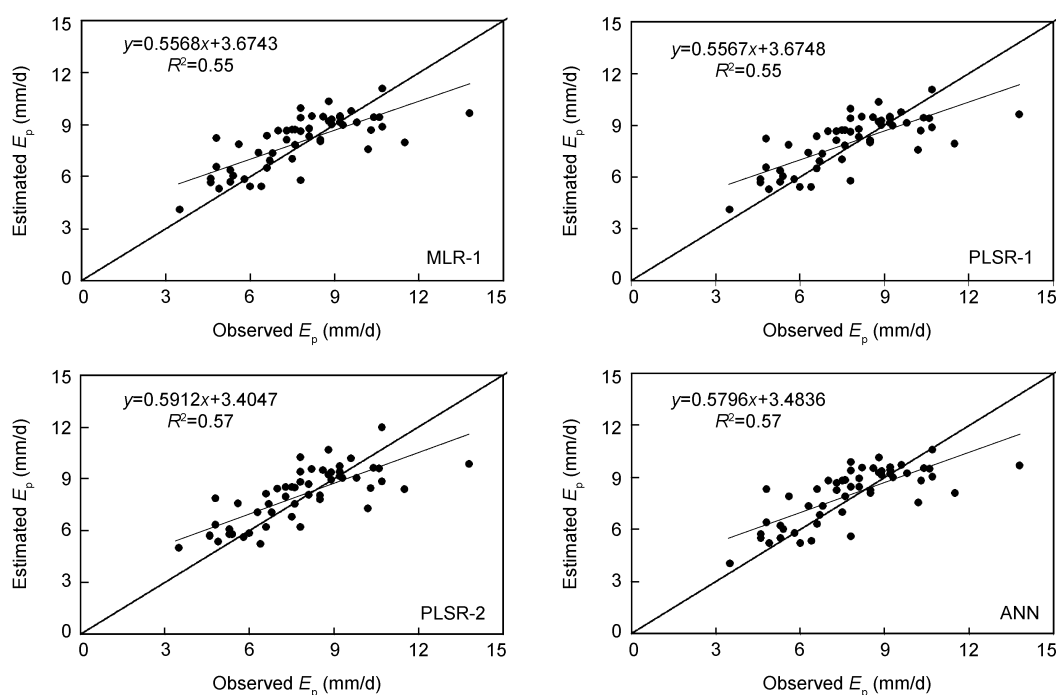 15
12
9
6
3
0
Estimated Ep (mm/d)
y=0.5568x+3.6743
R²=0.55
MLR-1
0 3 6 9 12 15
Observed Ep (mm/d)
15
12
9
6
3
0
Estimated Ep (mm/d)
y=0.5567x+3.6748
R²=0.55
PLSR-1
0 3 6 9 12 15
Observed Ep (mm/d)
15
12
9
6
3
0
Estimated Ep (mm/d)
y=0.5912x+3.4047
R²=0.57
PLSR-2
0 3 6 9 12 15
Observed Ep (mm/d)
15
12
9
6
3
0
Estimated Ep (mm/d)
y=0.5796x+3.4836
R²=0.57
ANN
0 3 6 9 12 15
Observed Ep (mm/d)